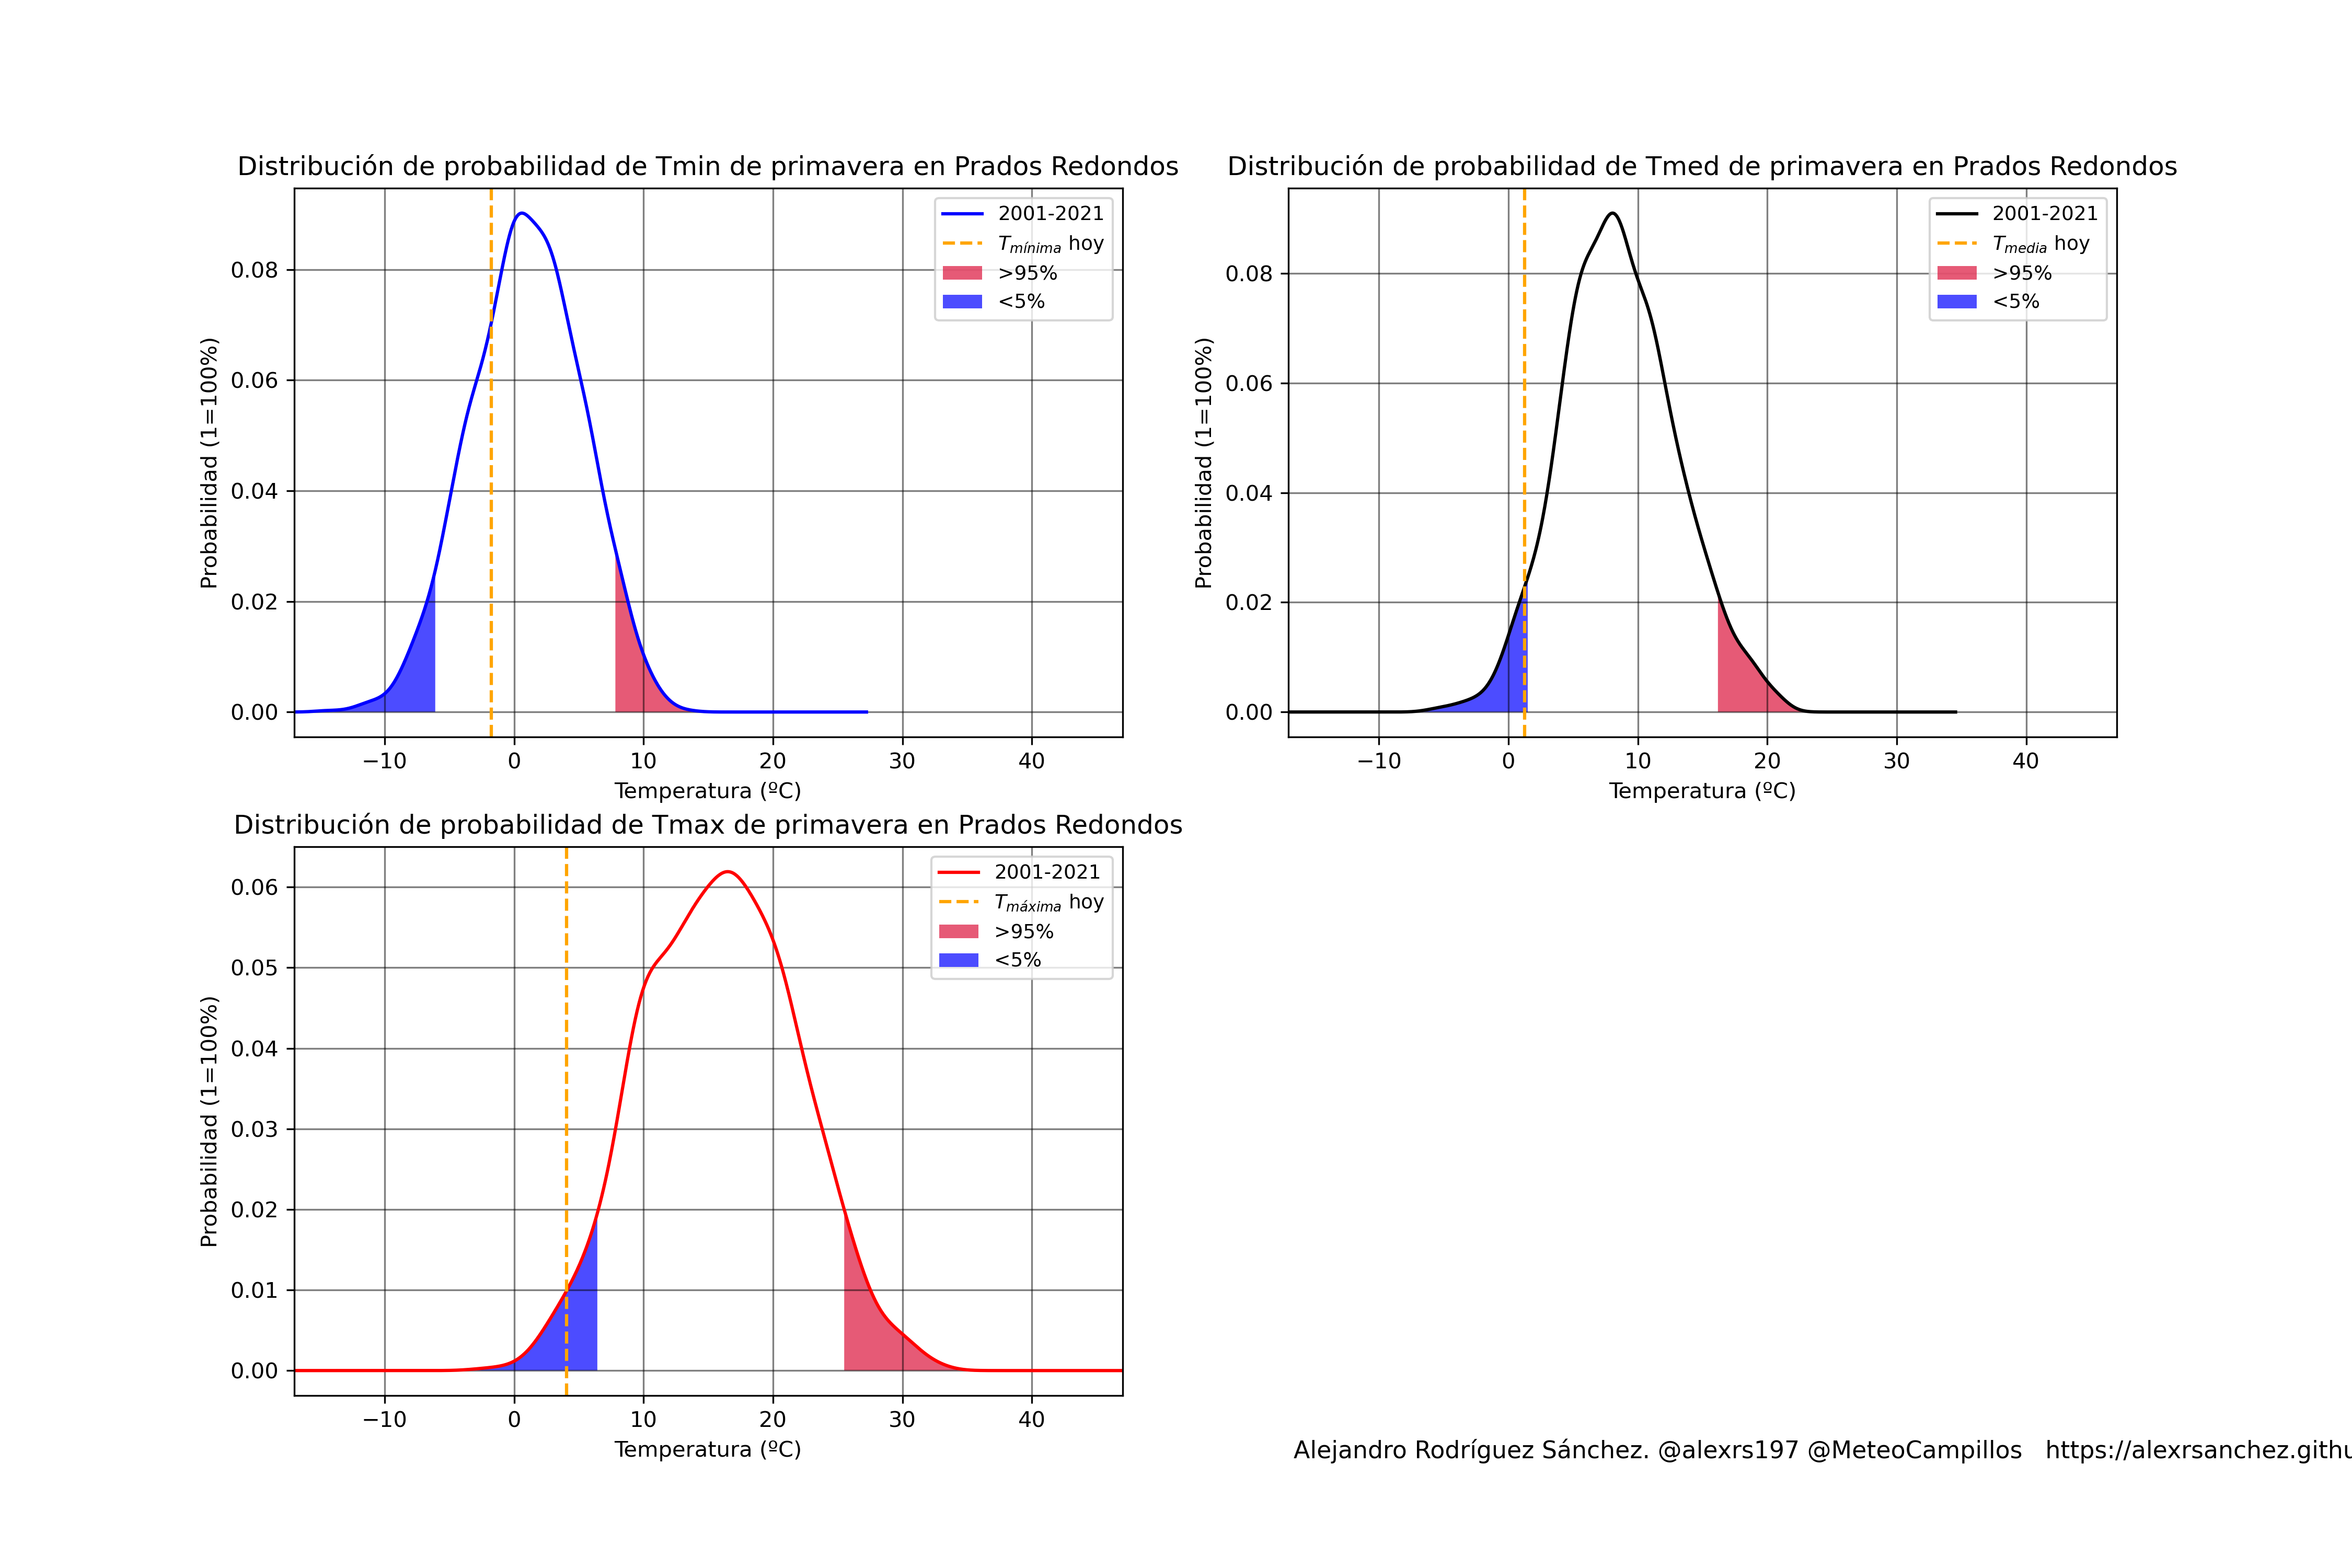 Distribución de probabilidad de Tmin de primavera en Prados Redondos
2001-2021
Tmínima hoy
>95%
<5%
Probabilidad (1=100%)
0.08
0.06
0.04
0.02
0.00
−10 0 10 20 30 40
Temperatura (ºC)
Distribución de probabilidad de Tmed de primavera en Prados Redondos
2001-2021
Tmedia hoy
>95%
<5%
Probabilidad (1=100%)
0.08
0.06
0.04
0.02
0.00
−10 0 10 20 30 40
Temperatura (ºC)
Distribución de probabilidad de Tmax de primavera en Prados Redondos
2001-2021
Tmáxima hoy
>95%
<5%
Probabilidad (1=100%)
0.06
0.05
0.04
0.03
0.02
0.01
0.00
−10 0 10 20 30 40
Temperatura (ºC)
Alejandro Rodríguez Sánchez. @alexrs197 @MeteoCampillos https://alexrsanchez.githu